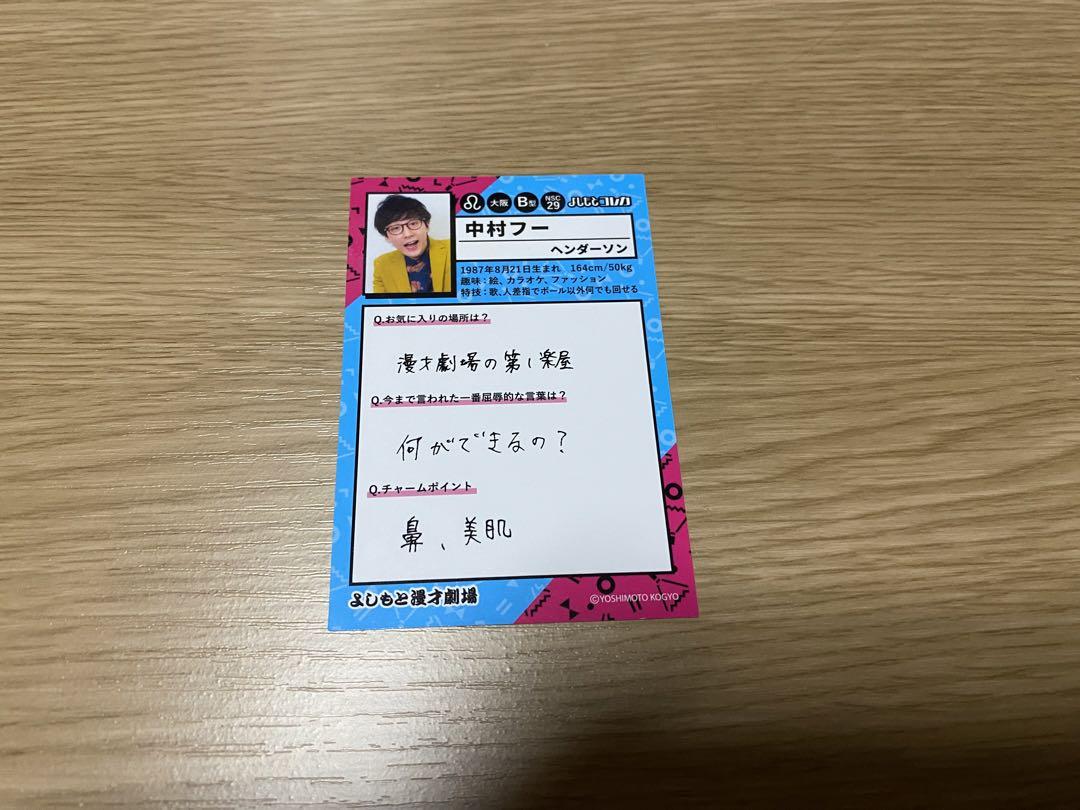 ♌ 大阪 B型 NSC29 よしもとコレカ
中村フー
ヘンダーソン
1987年8月21日生まれ 164cm/50kg
趣味：絵、カラオケ、ファッション
特技：歌、人差指でボール以外何でも回せる
Q.お気に入りの場所は？
漫才劇場の第1楽屋
Q.今まで言われた一番屈辱的な言葉は？
何ができるの？
Q.チャームポイント
鼻、美肌
よしもと漫才劇場
©YOSHIMOTO KOGYO